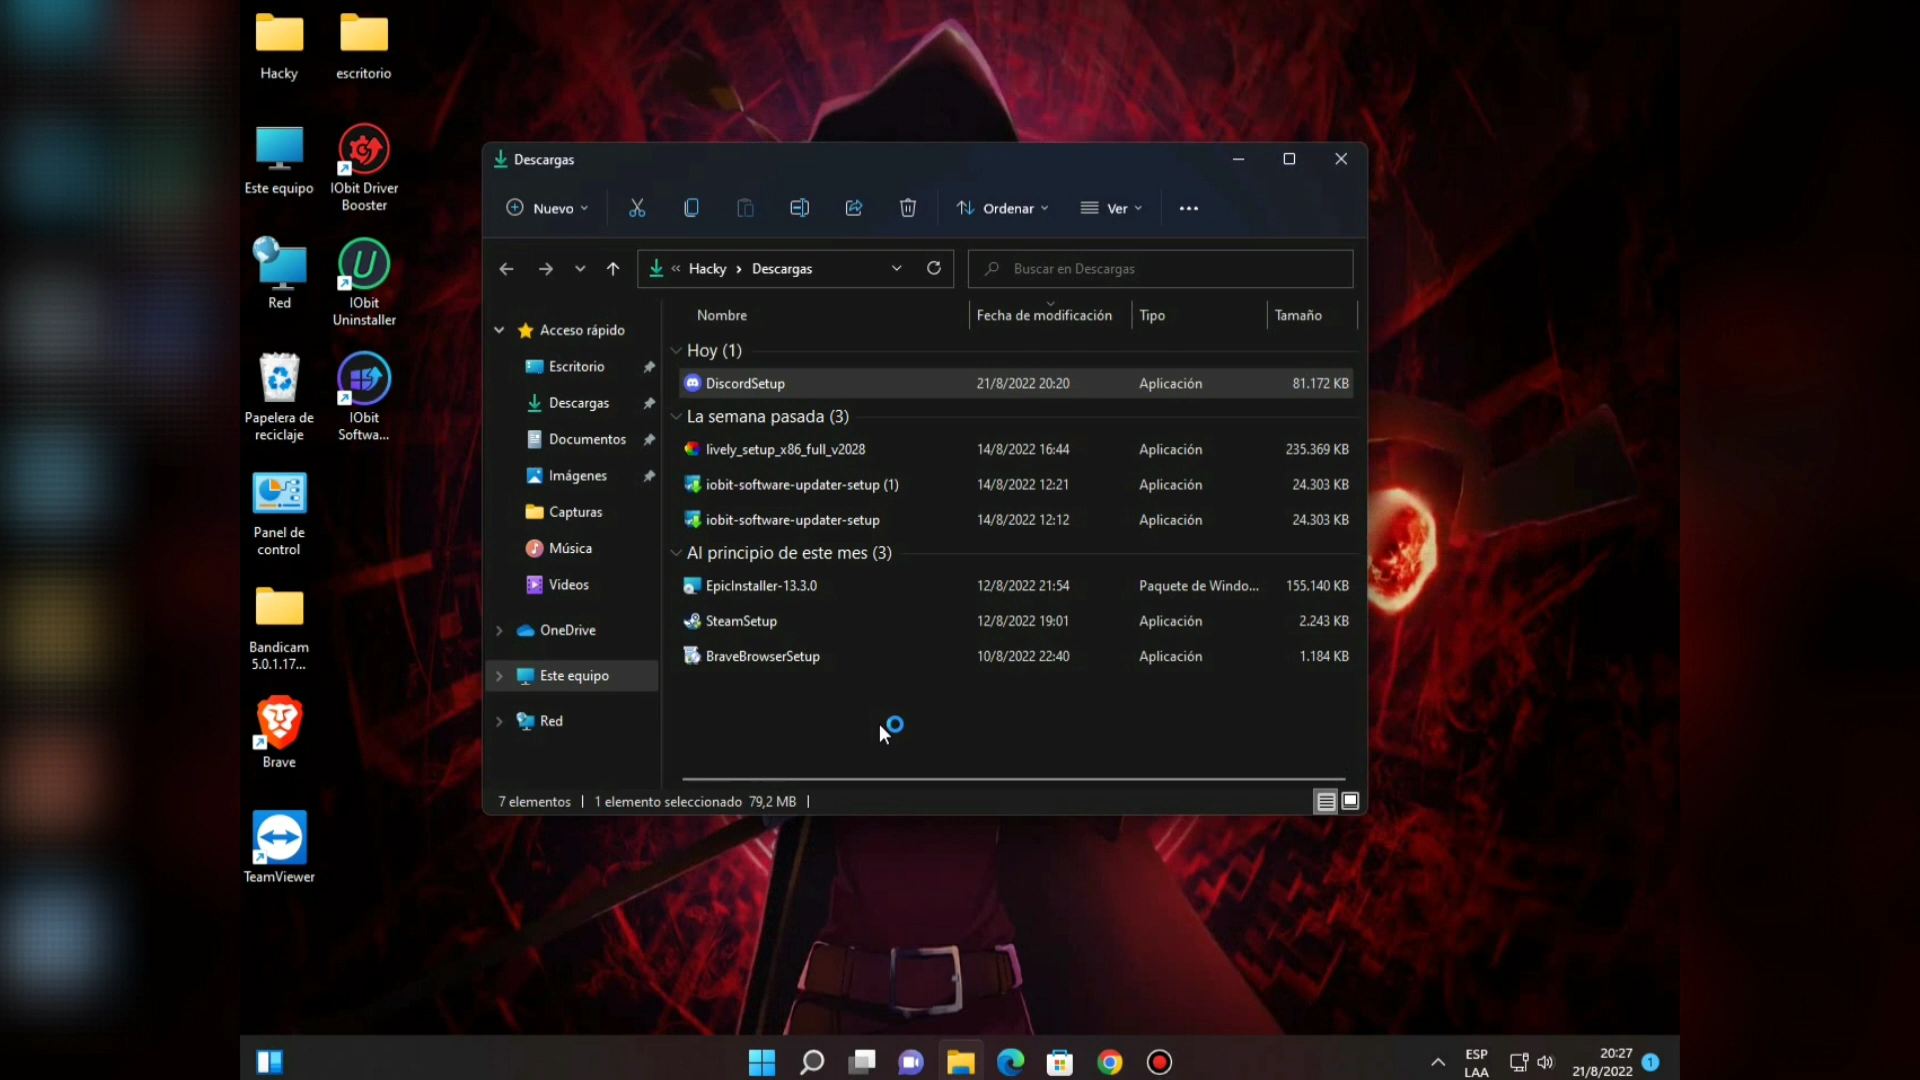 Hacky
escritorio
Este equipo
IObit Driver
Booster
Red
IObit
Uninstaller
Papelera de
reciclaje
IObit
Softwa...
Panel de
control
Bandicam
5.0.1.17...
Brave
TeamViewer
Descargas
Nuevo
Ordenar
Ver
« Hacky > Descargas
Buscar en Descargas
Acceso rápido
Escritorio
Descargas
Documentos
Imágenes
Capturas
Música
Videos
OneDrive
Este equipo
Red
Nombre Fecha de modificación Tipo Tamaño
Hoy (1)
DiscordSetup 21/8/2022 20:20 Aplicación 81.172 KB
La semana pasada (3)
lively_setup_x86_full_v2028 14/8/2022 16:44 Aplicación 235.369 KB
iobit-software-updater-setup (1) 14/8/2022 12:21 Aplicación 24.303 KB
iobit-software-updater-setup 14/8/2022 12:12 Aplicación 24.303 KB
Al principio de este mes (3)
EpicInstaller-13.3.0 12/8/2022 21:54 Paquete de Windo... 155.140 KB
SteamSetup 12/8/2022 19:01 Aplicación 2.243 KB
BraveBrowserSetup 10/8/2022 22:40 Aplicación 1.184 KB
7 elementos | 1 elemento seleccionado 79,2 MB |
ESP
LAA
20:27
21/8/2022
1